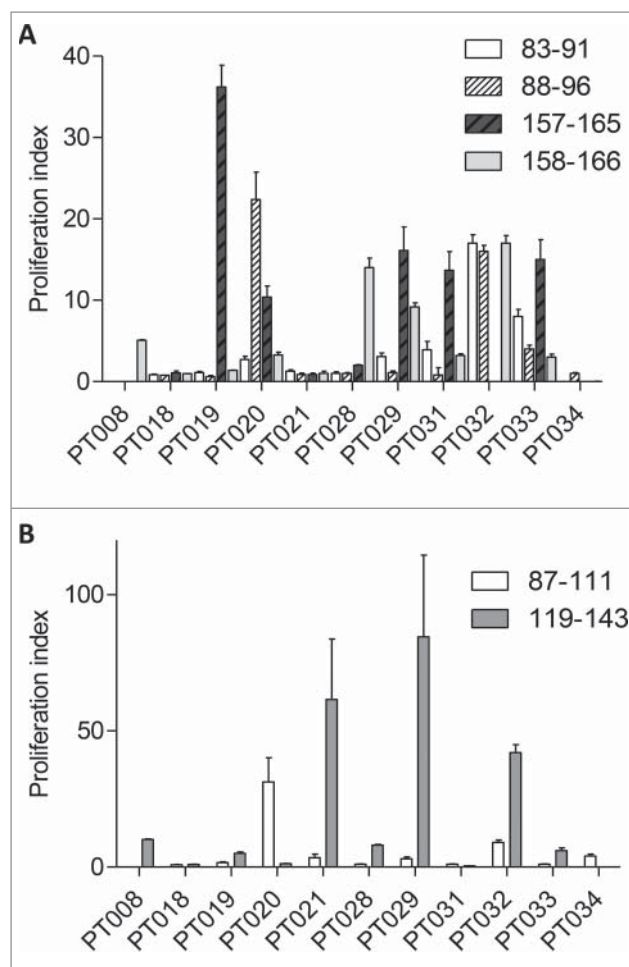 A
40
30
20
10
0
Proliferation index
83-91
88-96
157-165
158-166
PT008
PT018
PT019
PT020
PT021
PT028
PT029
PT031
PT032
PT033
PT034
B
100
50
0
Proliferation index
87-111
119-143
PT008
PT018
PT019
PT020
PT021
PT028
PT029
PT031
PT032
PT033
PT034